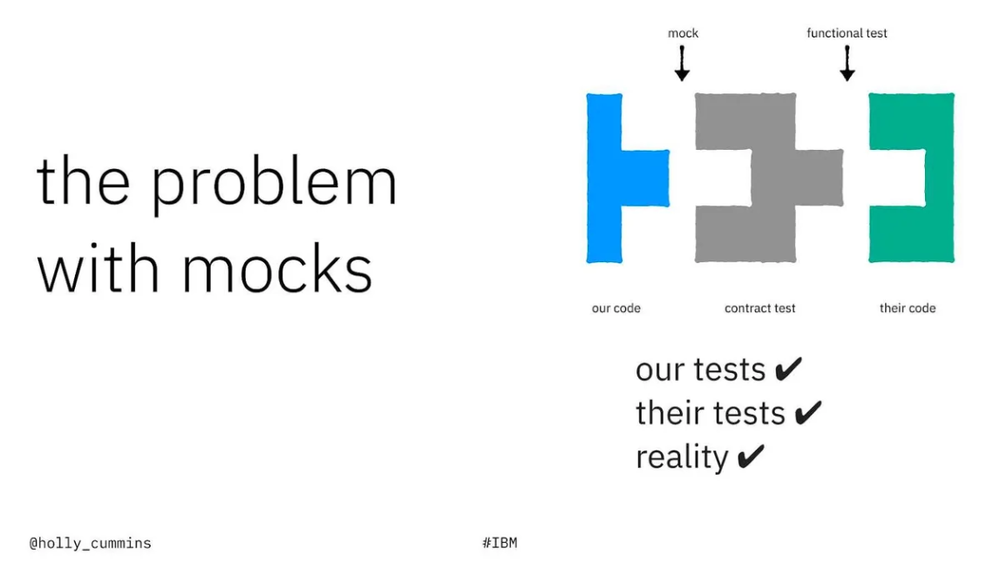 mock
functional test
the problem
with mocks
our code
contract test
their code
our tests ✔
their tests ✔
reality ✔
@holly_cummins
#IBM